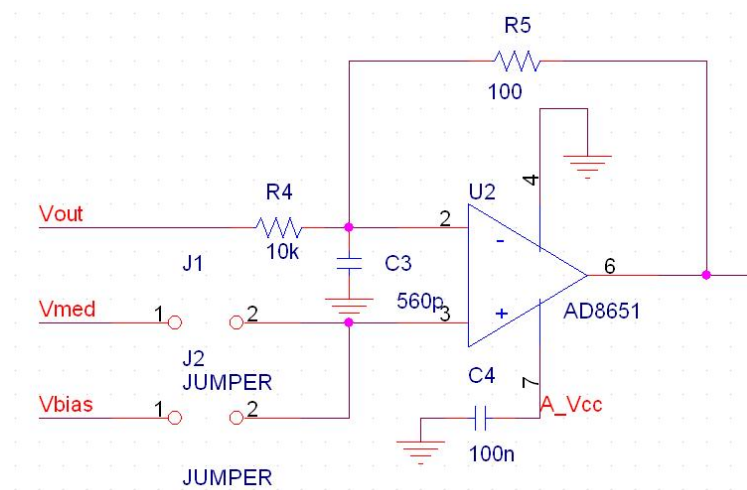 R5
100
4
R4
U2
Vout
2
10k
-
J1
C3
6
560p
Vmed
1
2
3
+
AD8651
J2
JUMPER
C4
7
Vbias
1
2
A_Vcc
100n
JUMPER